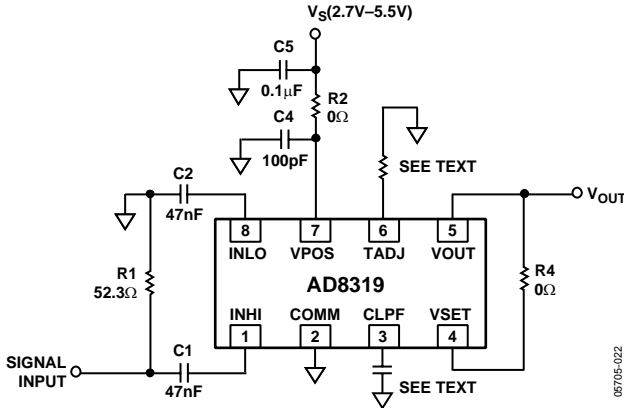 V_S(2.7V–5.5V)
C5
0.1μF
R2
0Ω
C4
100pF
SEE TEXT
C2
47nF
V_OUT
8 7 6 5
INLO VPOS TADJ VOUT
R1
52.3Ω
AD8319
R4
0Ω
INHI COMM CLPF VSET
1 2 3 4
SIGNAL
INPUT
C1
47nF
SEE TEXT
05705-022